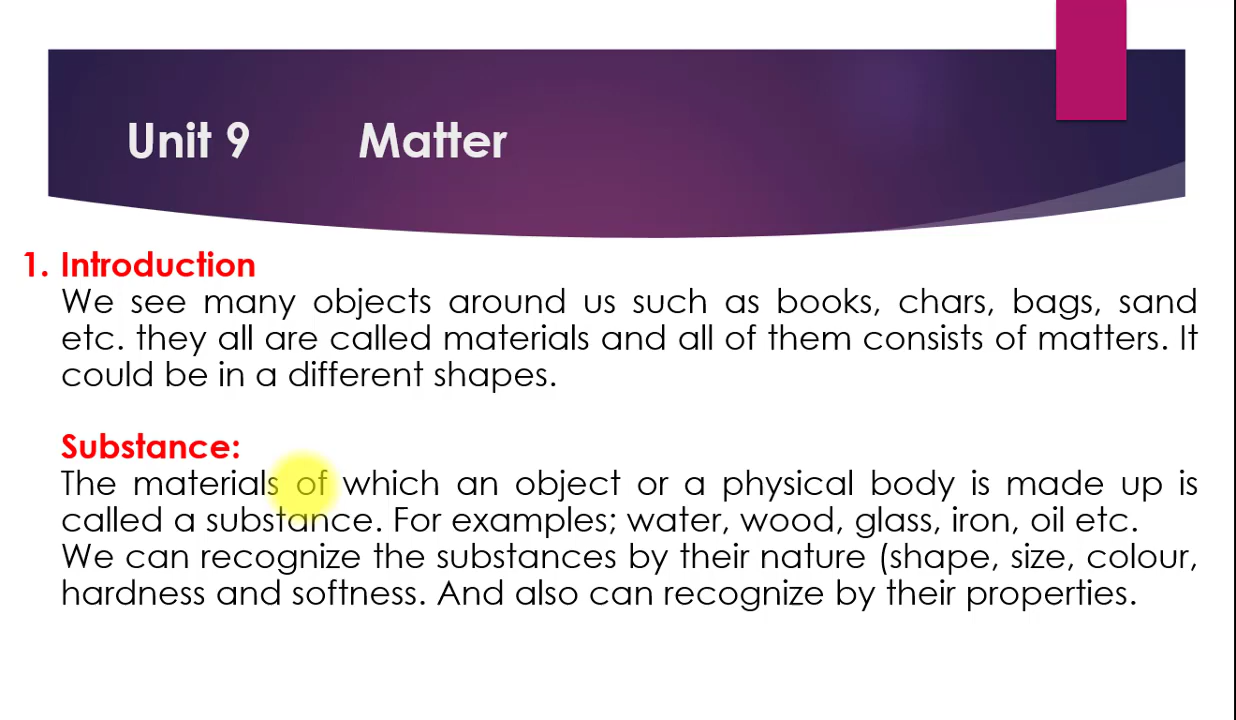 Unit 9 Matter
1. Introduction
We see many objects around us such as books, chars, bags, sand
etc. they all are called materials and all of them consists of matters. It
could be in a different shapes.
Substance:
The materials of which an object or a physical body is made up is
called a substance. For examples; water, wood, glass, iron, oil etc.
We can recognize the substances by their nature (shape, size, colour,
hardness and softness. And also can recognize by their properties.